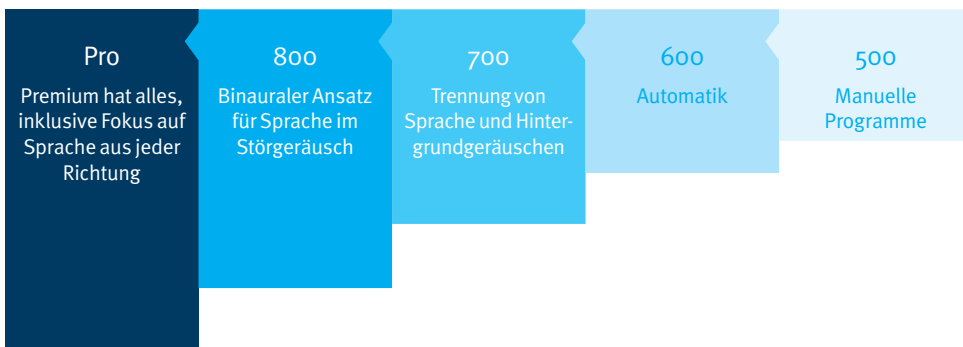 Pro
Premium hat alles,
inklusive Fokus auf
Sprache aus jeder
Richtung
800
Binauraler Ansatz
für Sprache im
Störgeräusch
700
Trennung von
Sprache und Hinter-
grundgeräuschen
600
Automatik
500
Manuelle
Programme